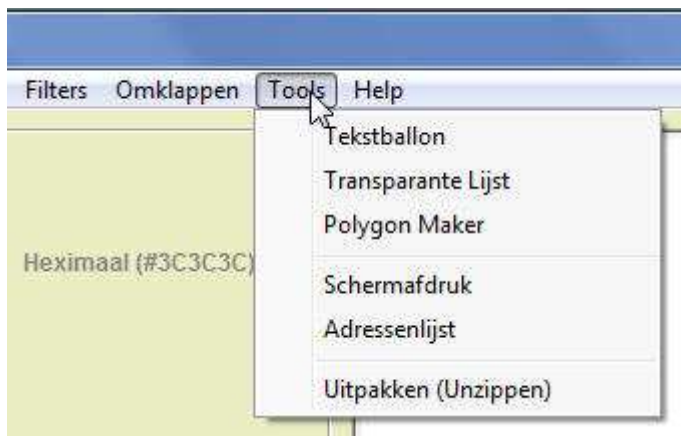 Filters Omklappen Tools Help
Tekstballon
Transparante Lijst
Polygon Maker
Heximaal (#3C3C3C)
Schermafdruk
Adressenlijst
Uitpakken (Unzippen)